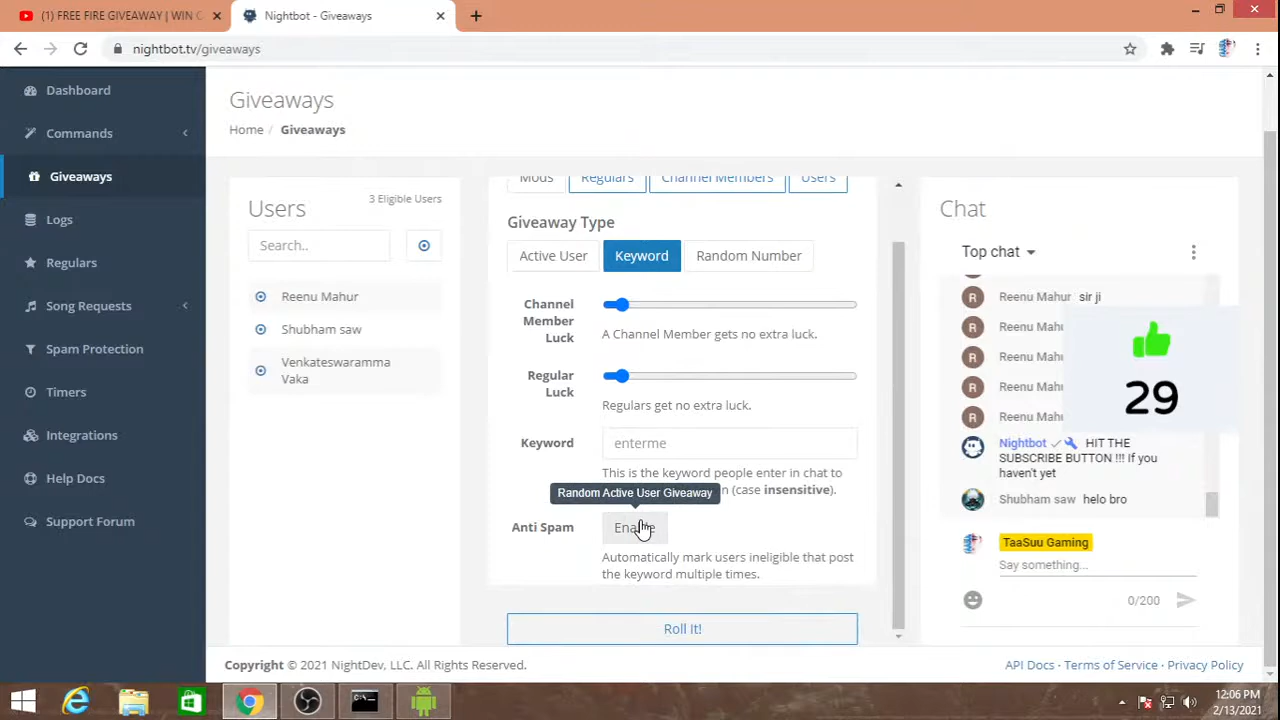 (1) FREE FIRE GIVEAWAY | WIN
Nightbot - Giveaways
nightbot.tv/giveaways
Dashboard
Commands
Giveaways
Logs
Regulars
Song Requests
Spam Protection
Timers
Integrations
Help Docs
Support Forum
Giveaways
Home / Giveaways
Users
3 Eligible Users
Search..
Reenu Mahur
Shubham saw
Venkateswaramma
Vaka
Mods
Regulars
Channel Members
Users
Giveaway Type
Active User
Keyword
Random Number
Channel
Member
Luck
A Channel Member gets no extra luck.
Regular
Luck
Regulars get no extra luck.
Keyword
enterme
This is the keyword people enter in chat to
(case insensitive).
Random Active User Giveaway
Anti Spam
Automatically mark users ineligible that post
the keyword multiple times.
Roll It!
Chat
Top chat
R Reenu Mahur sir ji
R Reenu
R Reenu
R Reenu
R Reenu
Nightbot HIT THE
SUBSCRIBE BUTTON !!! If you
haven't yet
Shubham saw helo bro
29
TaaSuu Gaming
Say something...
0/200
Copyright © 2021 NightDev, LLC. All Rights Reserved.
API Docs · Terms of Service · Privacy Policy
12:06 PM
2/13/2021